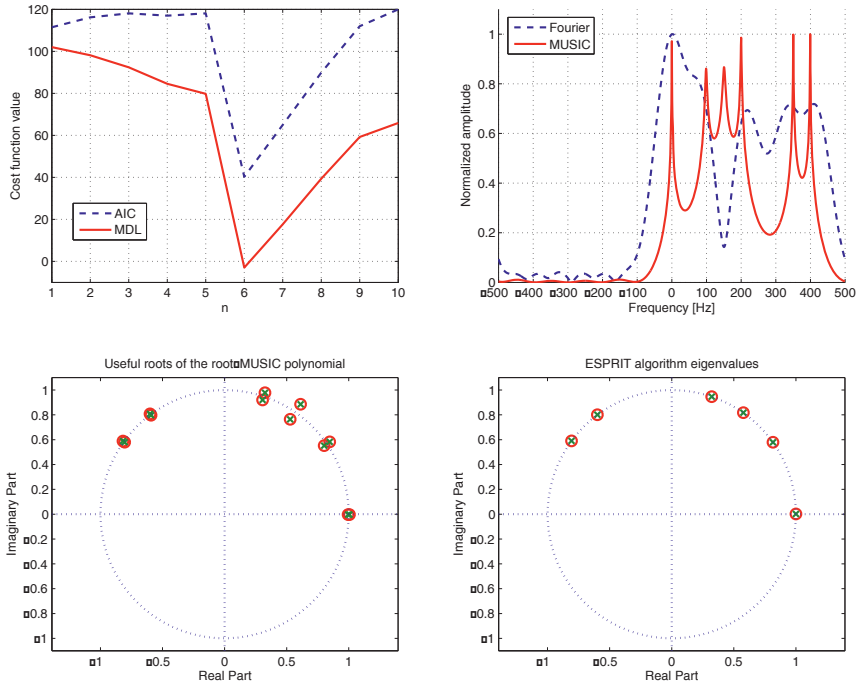 120
100
80
60
40
20
0
Cost function value
AIC
MDL
1 2 3 4 5 6 7 8 9 10
n
1
0.8
0.6
0.4
0.2
0
Normalized amplitude
Fourier
MUSIC
▯500 ▯400 ▯300 ▯200 ▯100 0 100 200 300 400 500
Frequency [Hz]
Useful roots of the root▯MUSIC polynomial
1
0.8
0.6
0.4
0.2
0
▯0.2
▯0.4
▯0.6
▯0.8
▯1
Imaginary Part
▯1 ▯0.5 0 0.5 1
Real Part
ESPRIT algorithm eigenvalues
1
0.8
0.6
0.4
0.2
0
▯0.2
▯0.4
▯0.6
▯0.8
▯1
Imaginary Part
▯1 ▯0.5 0 0.5 1
Real Part